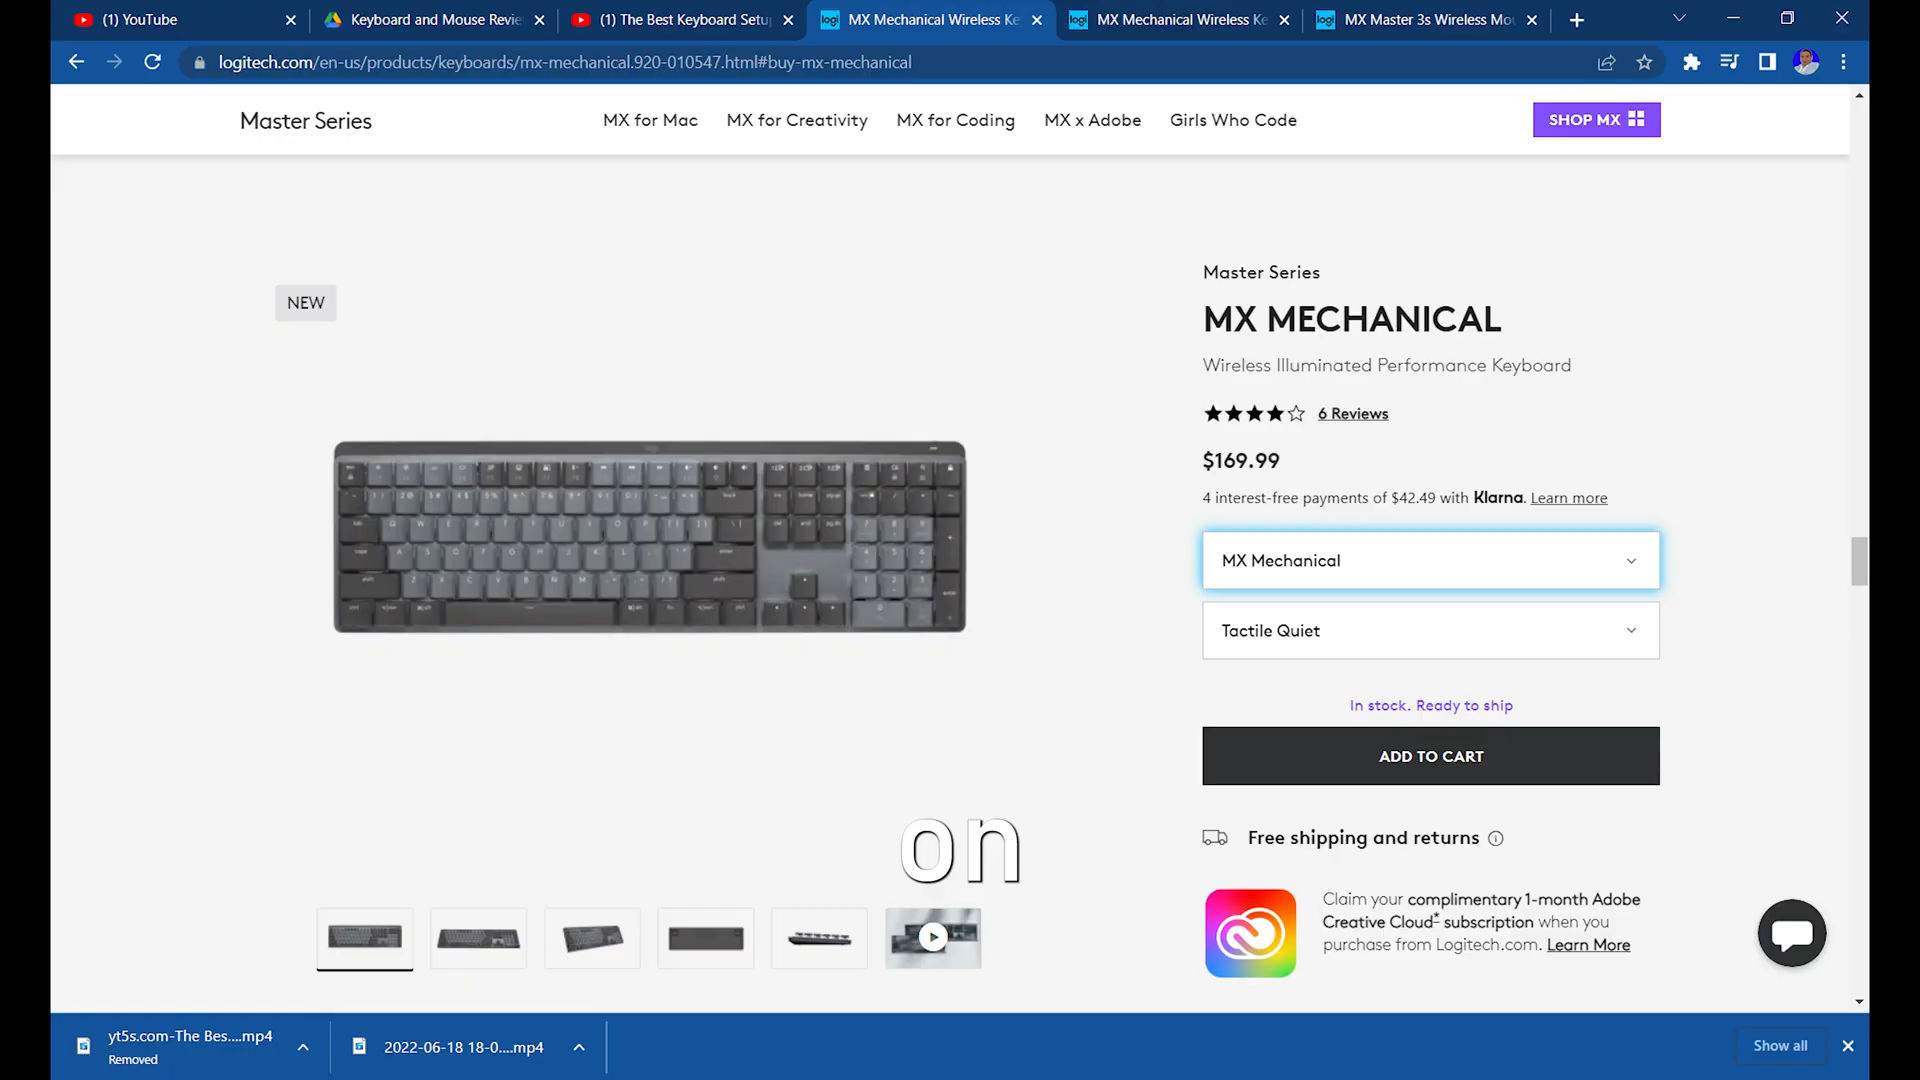 (1) YouTube
Keyboard and Mouse Revie
(1) The Best Keyboard Setup
logi
MX Mechanical Wireless Ke
logi
MX Mechanical Wireless Ke
logi
MX Master 3s Wireless Mou
logitech.com/en-us/products/keyboards/mx-mechanical.920-010547.html#buy-mx-mechanical
Master Series
MX for Mac
MX for Creativity
MX for Coding
MX x Adobe
Girls Who Code
SHOP MX
NEW
Master Series
MX MECHANICAL
Wireless Illuminated Performance Keyboard
6 Reviews
$169.99
4 interest-free payments of $42.49 with Klarna. Learn more
MX Mechanical
Tactile Quiet
In stock. Ready to ship
ADD TO CART
on
Free shipping and returns
Claim your complimentary 1-month Adobe
Creative Cloud* subscription when you
purchase from Logitech.com. Learn More
yt5s.com-The Bes....mp4
Removed
2022-06-18 18-0....mp4
Show all